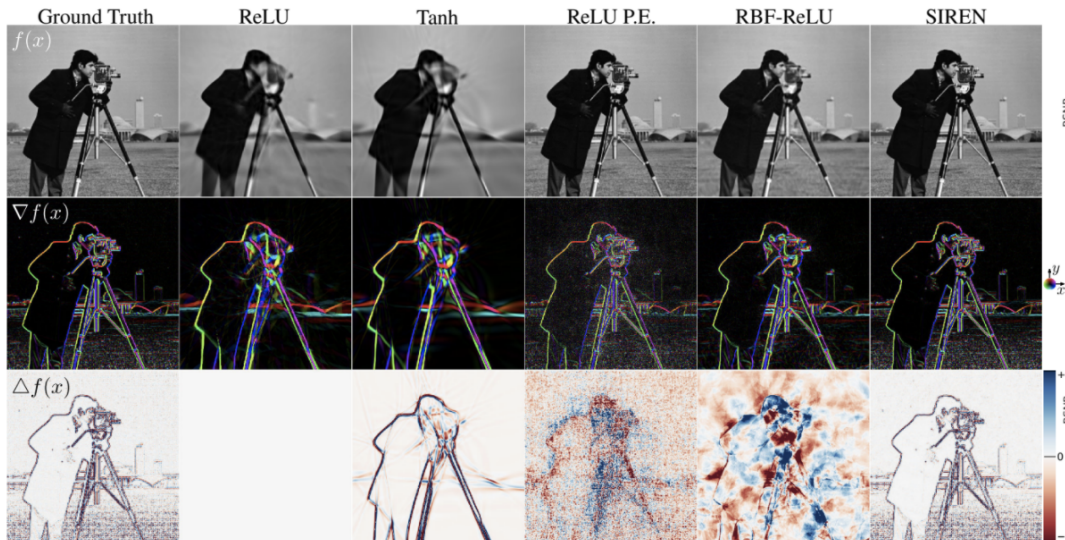 Ground Truth ReLU Tanh ReLU P.E. RBF-ReLU SIREN
f(x)
∇f(x)
y
x
△f(x)
+
0
−